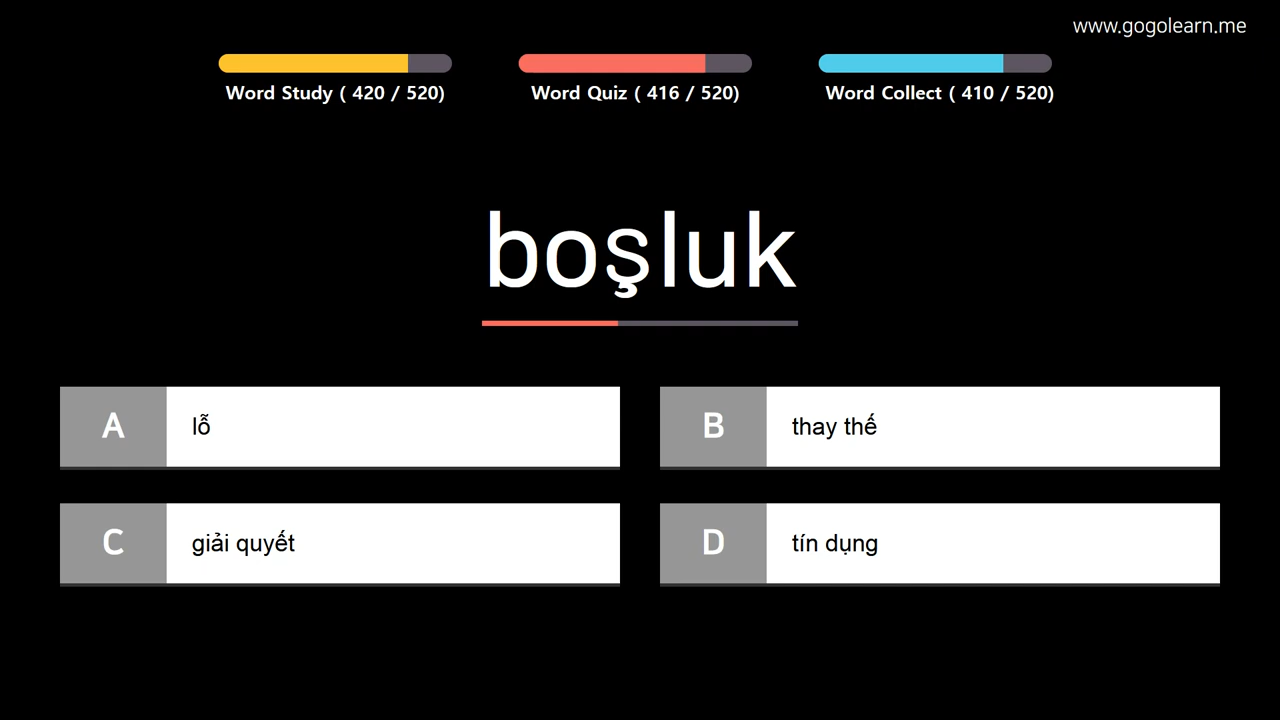 www.gogolearn.me
Word Study ( 420 / 520)
Word Quiz ( 416 / 520)
Word Collect ( 410 / 520)
boşluk
A lỗ
B thay thế
C giải quyết
D tín dụng